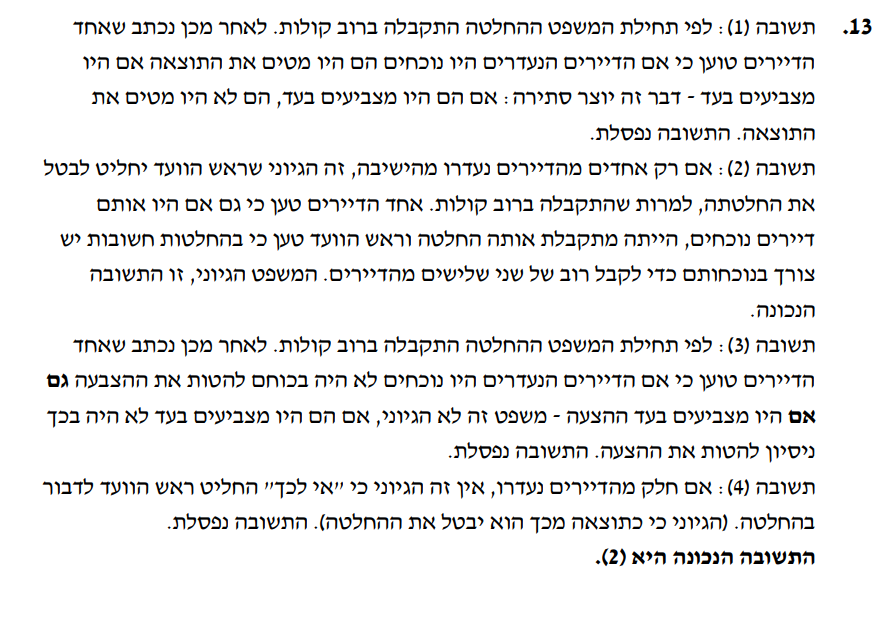 13. תשובה (1): לפי תחילת המשפט ההחלטה התקבלה ברוב קולות. לאחר מכן נכתב שאחד
הדיירים טוען כי אם הדיירים הנעדרים היו נוכחים הם היו מטים את התוצאה אם היו
מצביעים בעד - דבר זה יוצר סתירה: אם הם היו מצביעים בעד, הם לא היו מטים את
התוצאה. התשובה נפסלת.
תשובה (2): אם רק אחדים מהדיירים נעדרו מהישיבה, זה הגיוני שראש הוועד יחליט לבטל
את החלטתה, למרות שהתקבלה ברוב קולות. אחד הדיירים טען כי גם אם היו אותם
דיירים נוכחים, הייתה מתקבלת אותה החלטה וראש הוועד טען כי בהחלטות חשובות יש
צורך בנוכחותם כדי לקבל רוב של שני שלישים מהדיירים. המשפט הגיוני, זו התשובה
הנכונה.
תשובה (3): לפי תחילת המשפט ההחלטה התקבלה ברוב קולות. לאחר מכן נכתב שאחד
הדיירים טוען כי אם הדיירים הנעדרים היו נוכחים לא היה בכוחם להטות את ההצבעה גם
אם היו מצביעים בעד ההצעה - משפט זה לא הגיוני, אם הם היו מצביעים בעד לא היה בכך
ניסיון להטות את ההצעה. התשובה נפסלת.
תשובה (4): אם חלק מהדיירים נעדרו, אין זה הגיוני כי "אי לכך" החליט ראש הוועד לדבור
בהחלטה. (הגיוני כי כתוצאה מכך הוא יבטל את ההחלטה). התשובה נפסלת.
התשובה הנכונה היא (2).